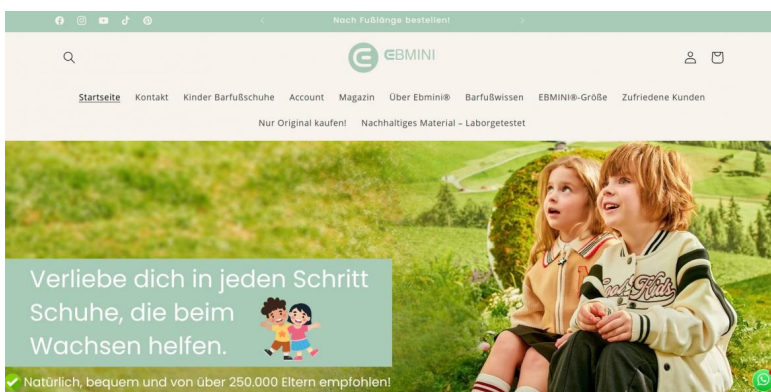 Nach Fußlänge bestellen!
EBMINI
Startseite Kontakt Kinder Barfußschuhe Account Magazin Über Ebmini® Barfußwissen EBMINI®-Größe Zufriedene Kunden
Nur Original kaufen! Nachhaltiges Material – Laborgetestet
Verliebe dich in jeden Schritt
Schuhe, die beim
Wachsen helfen.
Natürlich, bequem und von über 250.000 Eltern empfohlen!